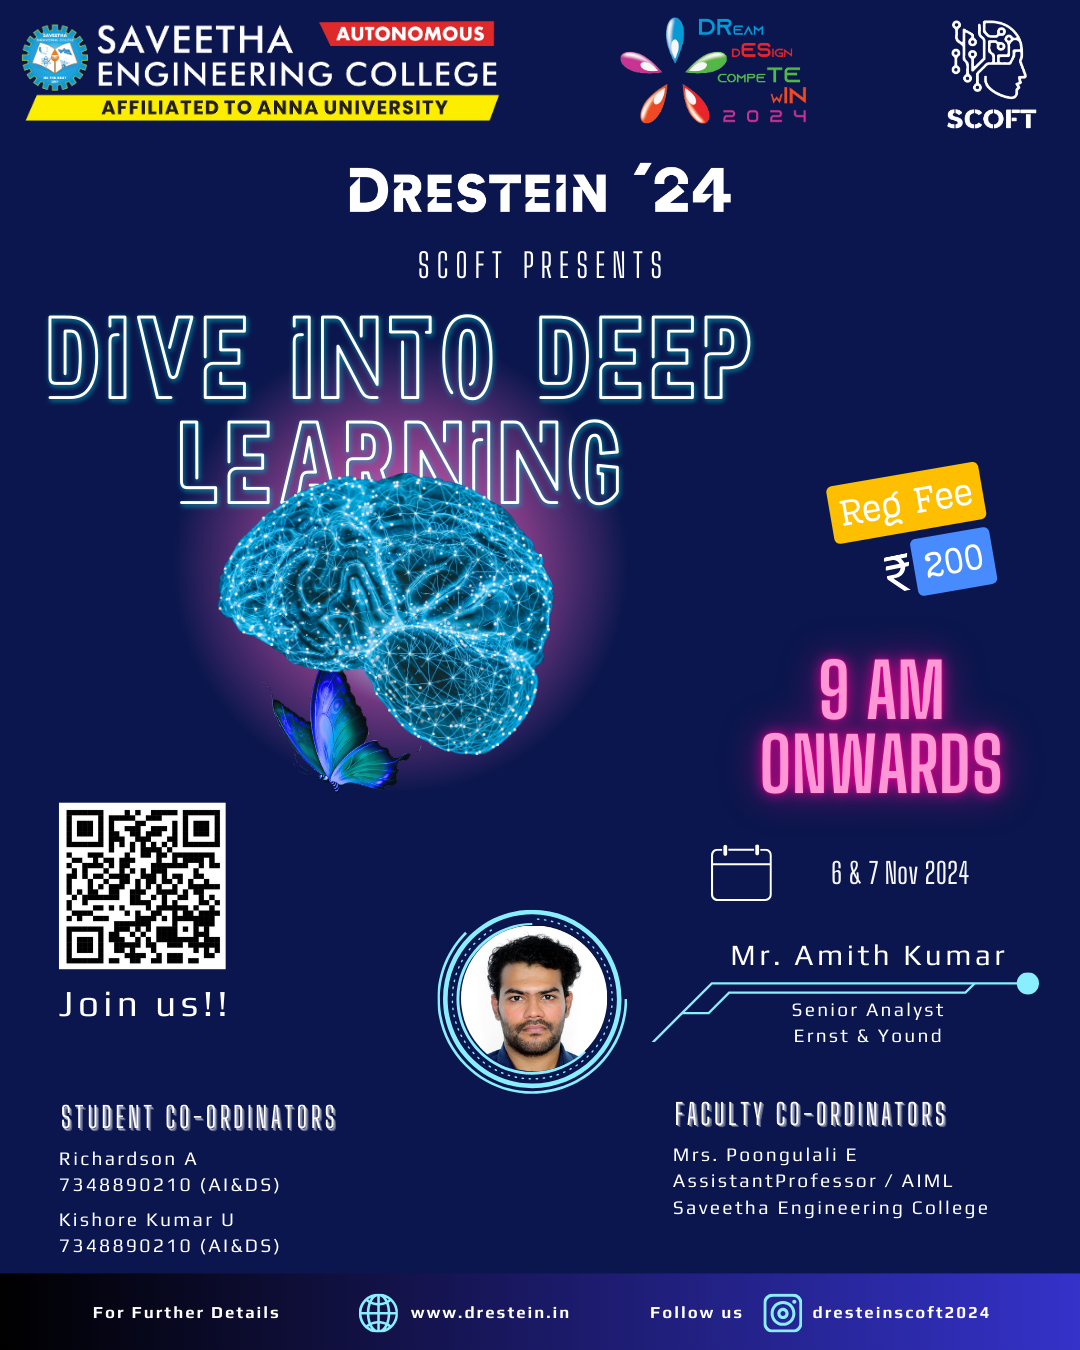 SAVEETHA
AUTONOMOUS
ENGINEERING COLLEGE
AFFILIATED TO ANNA UNIVERSITY
DREAM
dESIGN
COMPETE
wIN
2024
SCOFT
DRESTEIN '24
SCOFT PRESENTS
DIVE INTO DEEP
LEARNING
Reg Fee
₹ 200
9 AM
ONWARDS
6 & 7 Nov 2024
Join us!!
Mr. Amith Kumar
Senior Analyst
Ernst & Yound
STUDENT CO-ORDINATORS
Richardson A
7348890210 (AI&DS)
Kishore Kumar U
7348890210 (AI&DS)
FACULTY CO-ORDINATORS
Mrs. Poongulali E
AssistantProfessor / AIML
Saveetha Engineering College
For Further Details
www.drestein.in
Follow us
dresteinscoft2024